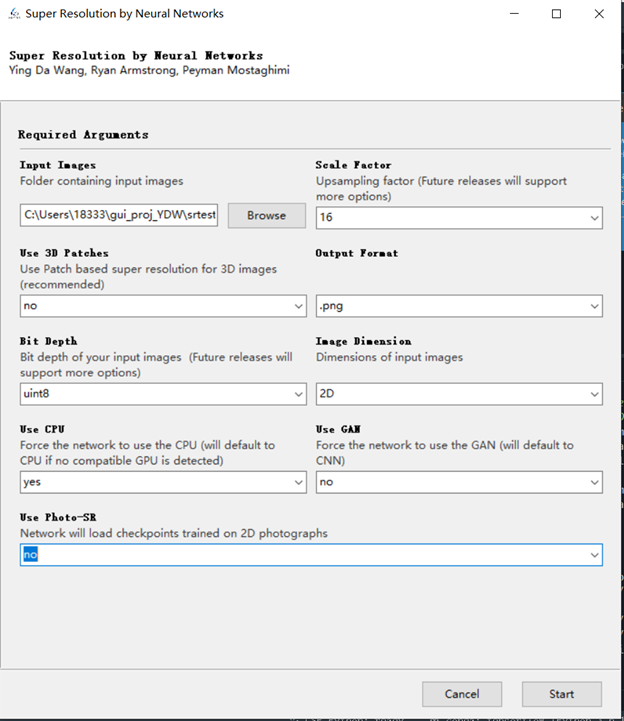 Super Resolution by Neural Networks
Super Resolution by Neural Networks
Ying Da Wang, Ryan Armstrong, Peyman Mostaghimi
Required Arguments
Input Images
Folder containing input images
C:\Users\18333\gui_proj_YDW\srtest
Browse
Scale Factor
Upsampling factor (Future releases will support
more options)
16
Use 3D Patches
Use Patch based super resolution for 3D images
(recommended)
no
Output Format
.png
Bit Depth
Bit depth of your input images (Future releases will
support more options)
uint8
Image Dimension
Dimensions of input images
2D
Use CPU
Force the network to use the CPU (will default to
CPU if no compatible GPU is detected)
yes
Use GAN
Force the network to use the GAN (will default to
CNN)
no
Use Photo-SR
Network will load checkpoints trained on 2D photographs
no
Cancel
Start